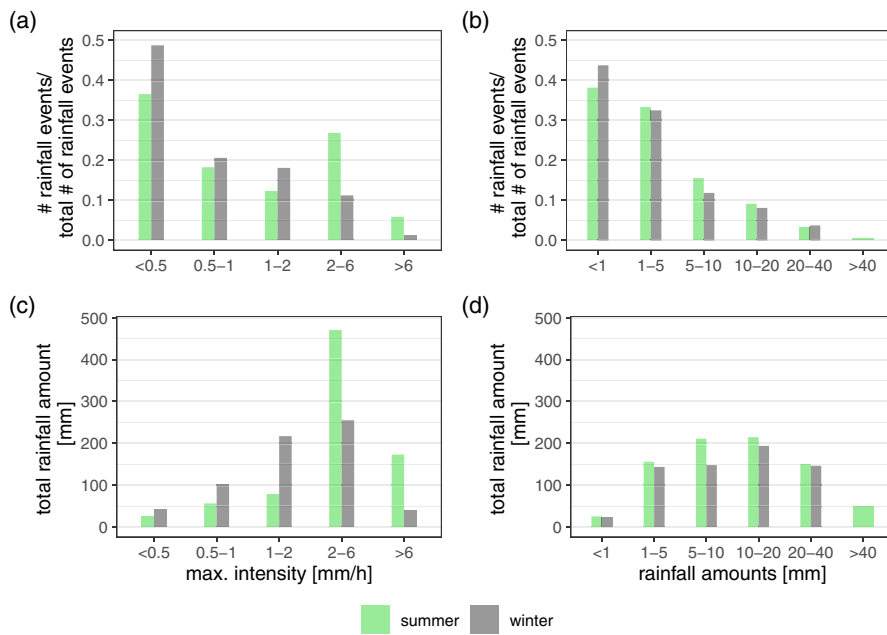 (a)
# rainfall events/
total # of rainfall events
0.5
0.4
0.3
0.2
0.1
0.0
<0.5 0.5–1 1–2 2–6 >6
(b)
# rainfall events/
total # of rainfall events
0.5
0.4
0.3
0.2
0.1
0.0
<1 1–5 5–10 10–20 20–40 >40
(c)
total rainfall amount
[mm]
500
400
300
200
100
0
<0.5 0.5–1 1–2 2–6 >6
max. intensity [mm/h]
(d)
total rainfall amount
[mm]
500
400
300
200
100
0
<1 1–5 5–10 10–20 20–40 >40
rainfall amounts [mm]
summer winter